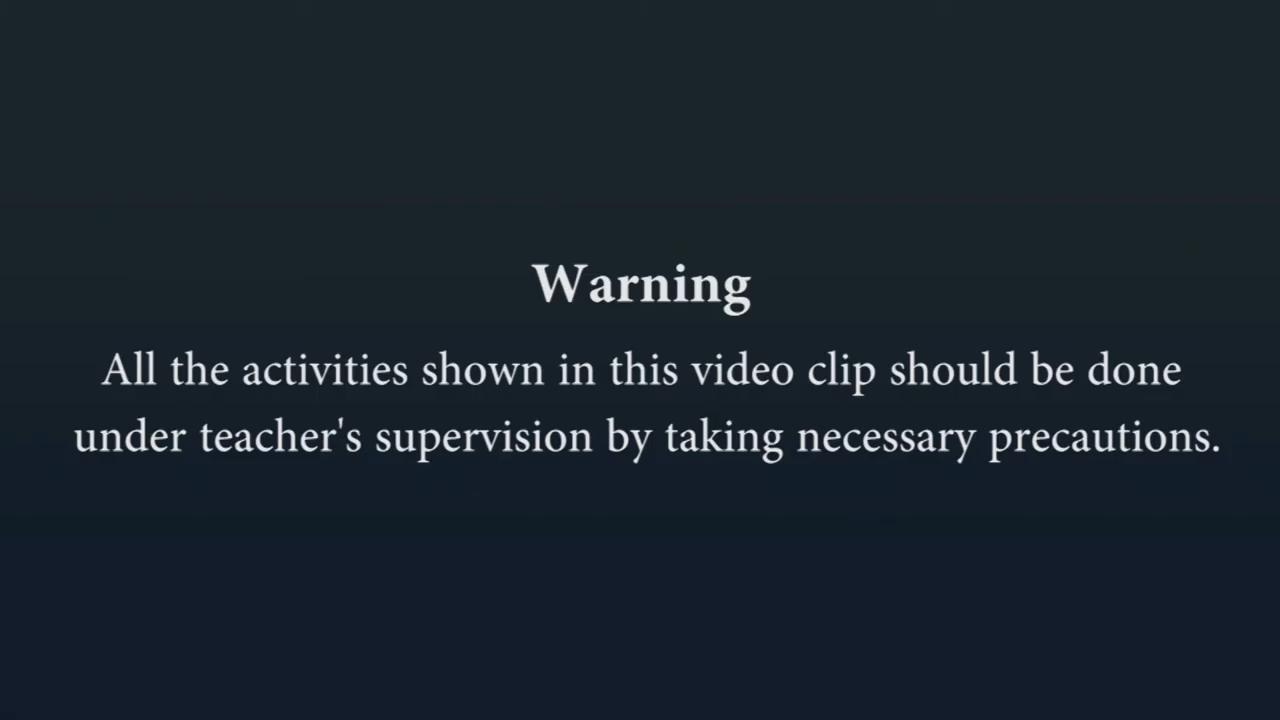 Warning
All the activities shown in this video clip should be done
under teacher's supervision by taking necessary precautions.